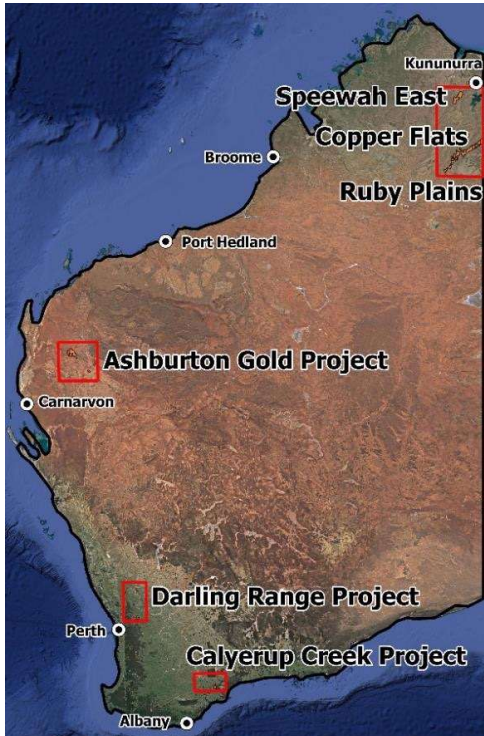 Kununurra
Speewah East
Copper Flats
Broome
Ruby Plains
Port Hedland
Ashburton Gold Project
Carnarvon
Darling Range Project
Perth
Calyerup Creek Project
Albany